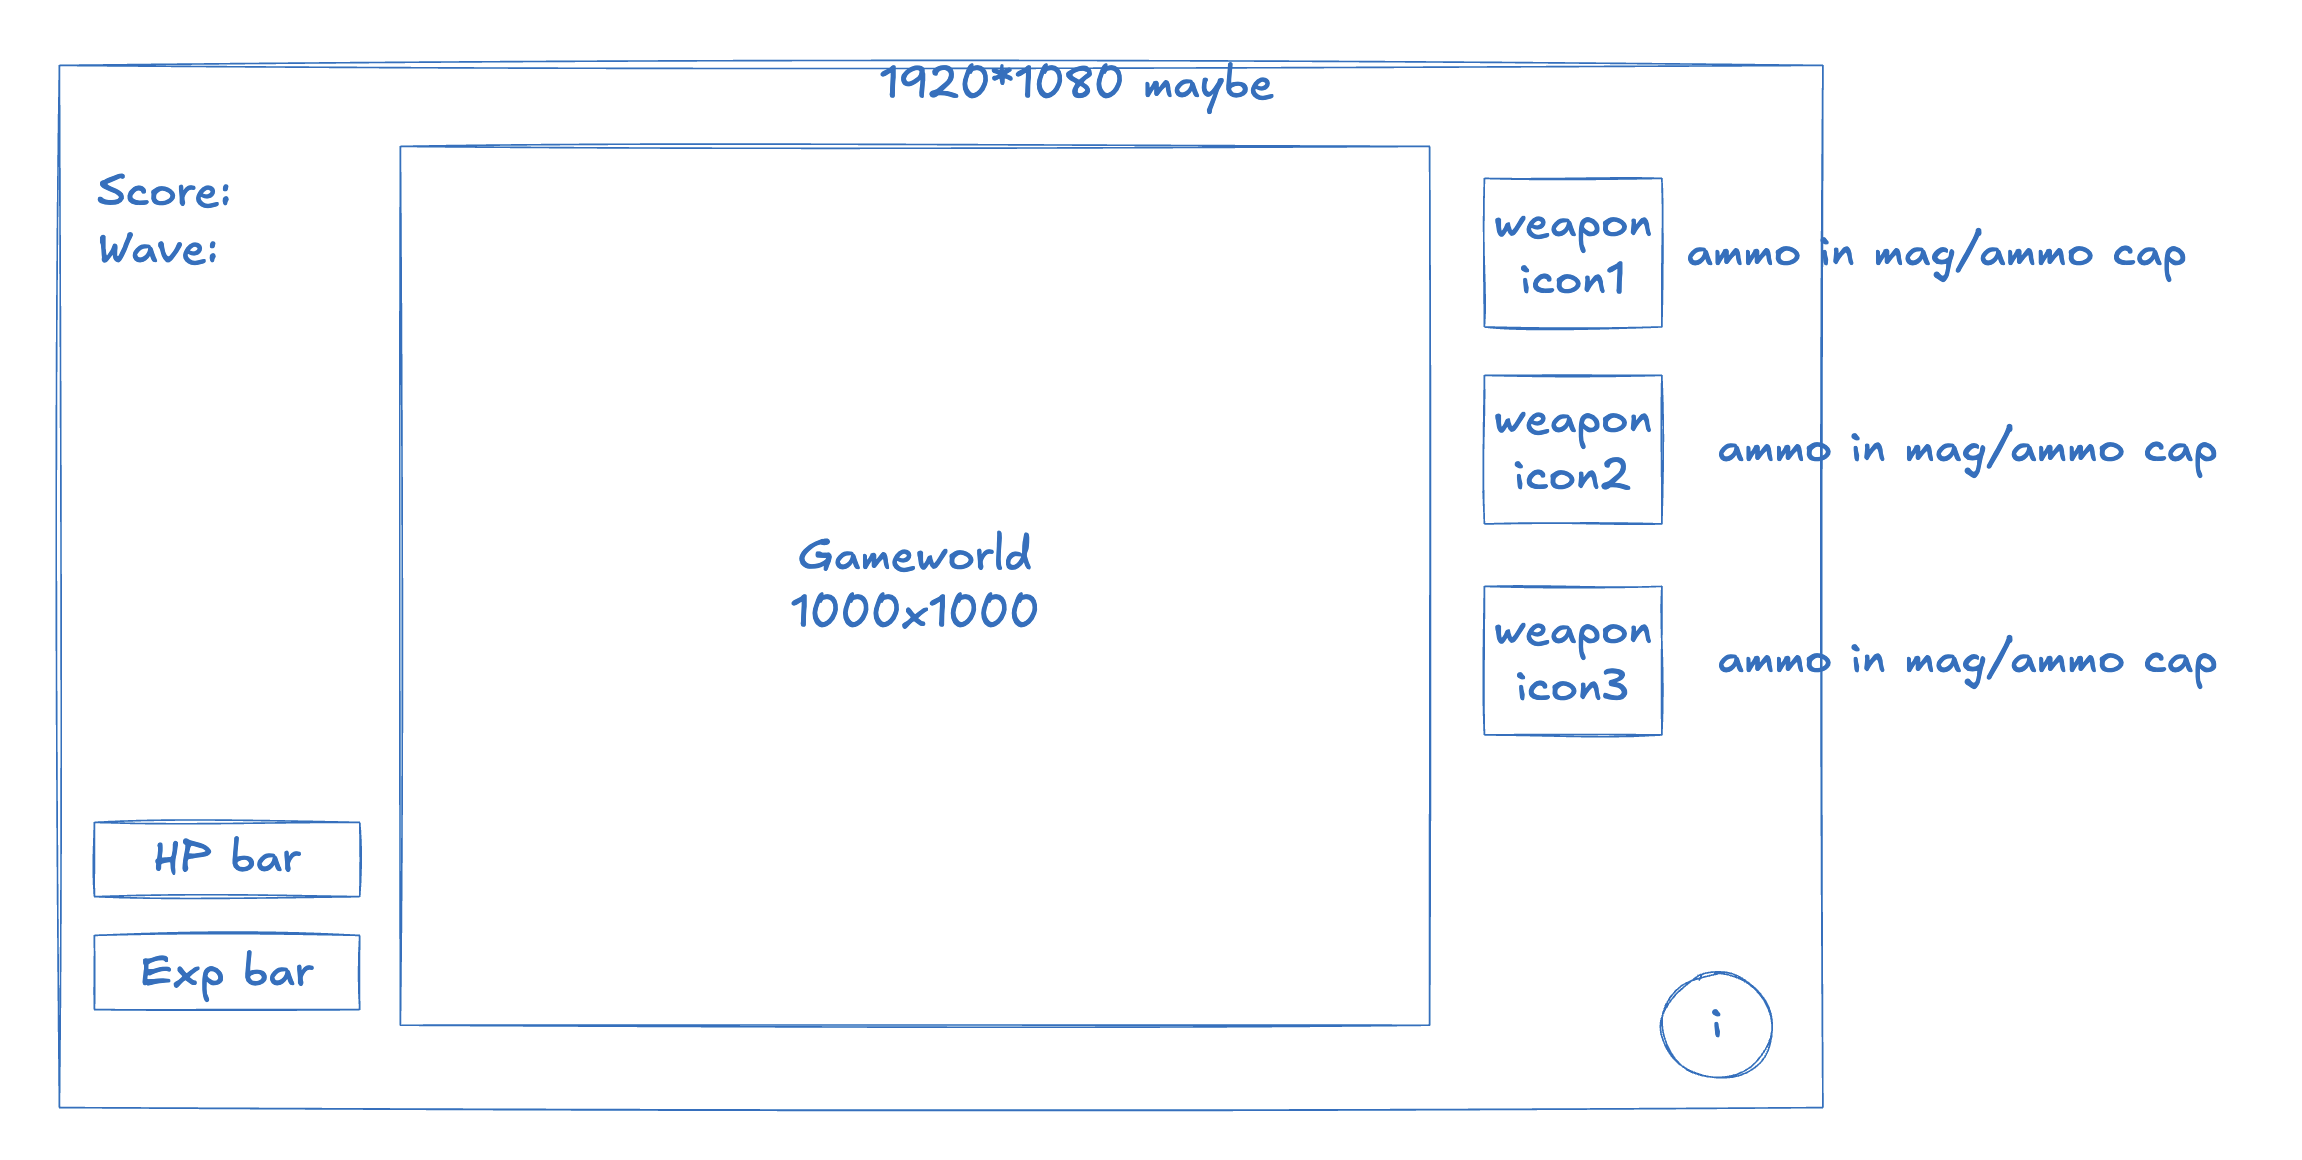 1920*1080 maybe
Score:
Wave:
weapon
icon1
ammo in mag/ammo cap
weapon
icon2
ammo in mag/ammo cap
Gameworld
1000x1000
weapon
icon3
ammo in mag/ammo cap
HP bar
Exp bar
i